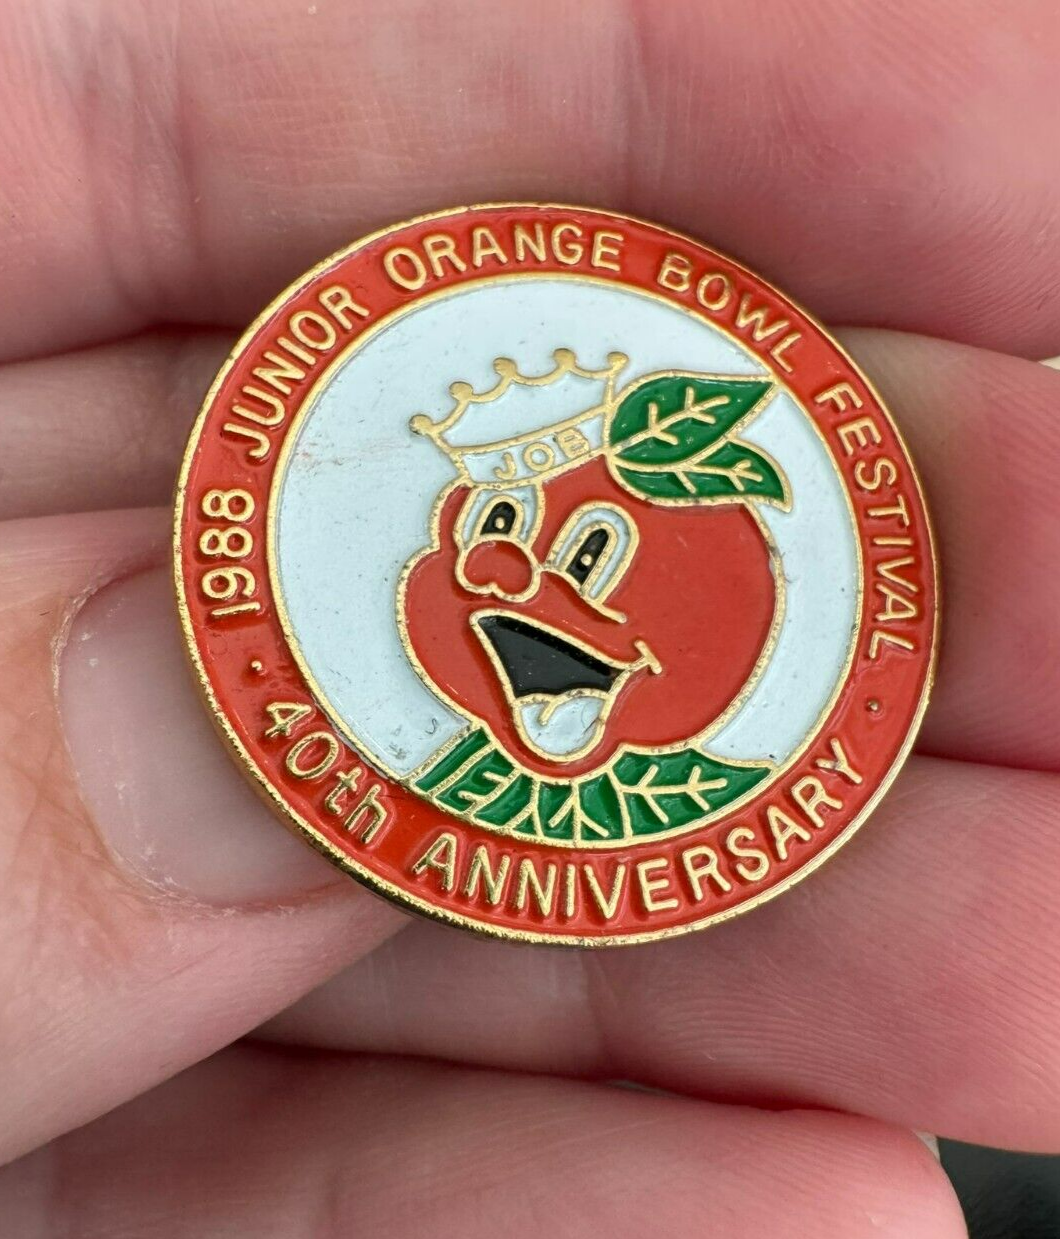 1988 JUNIOR ORANGE BOWL FESTIVAL
JOB
· 40th ANNIVERSARY ·